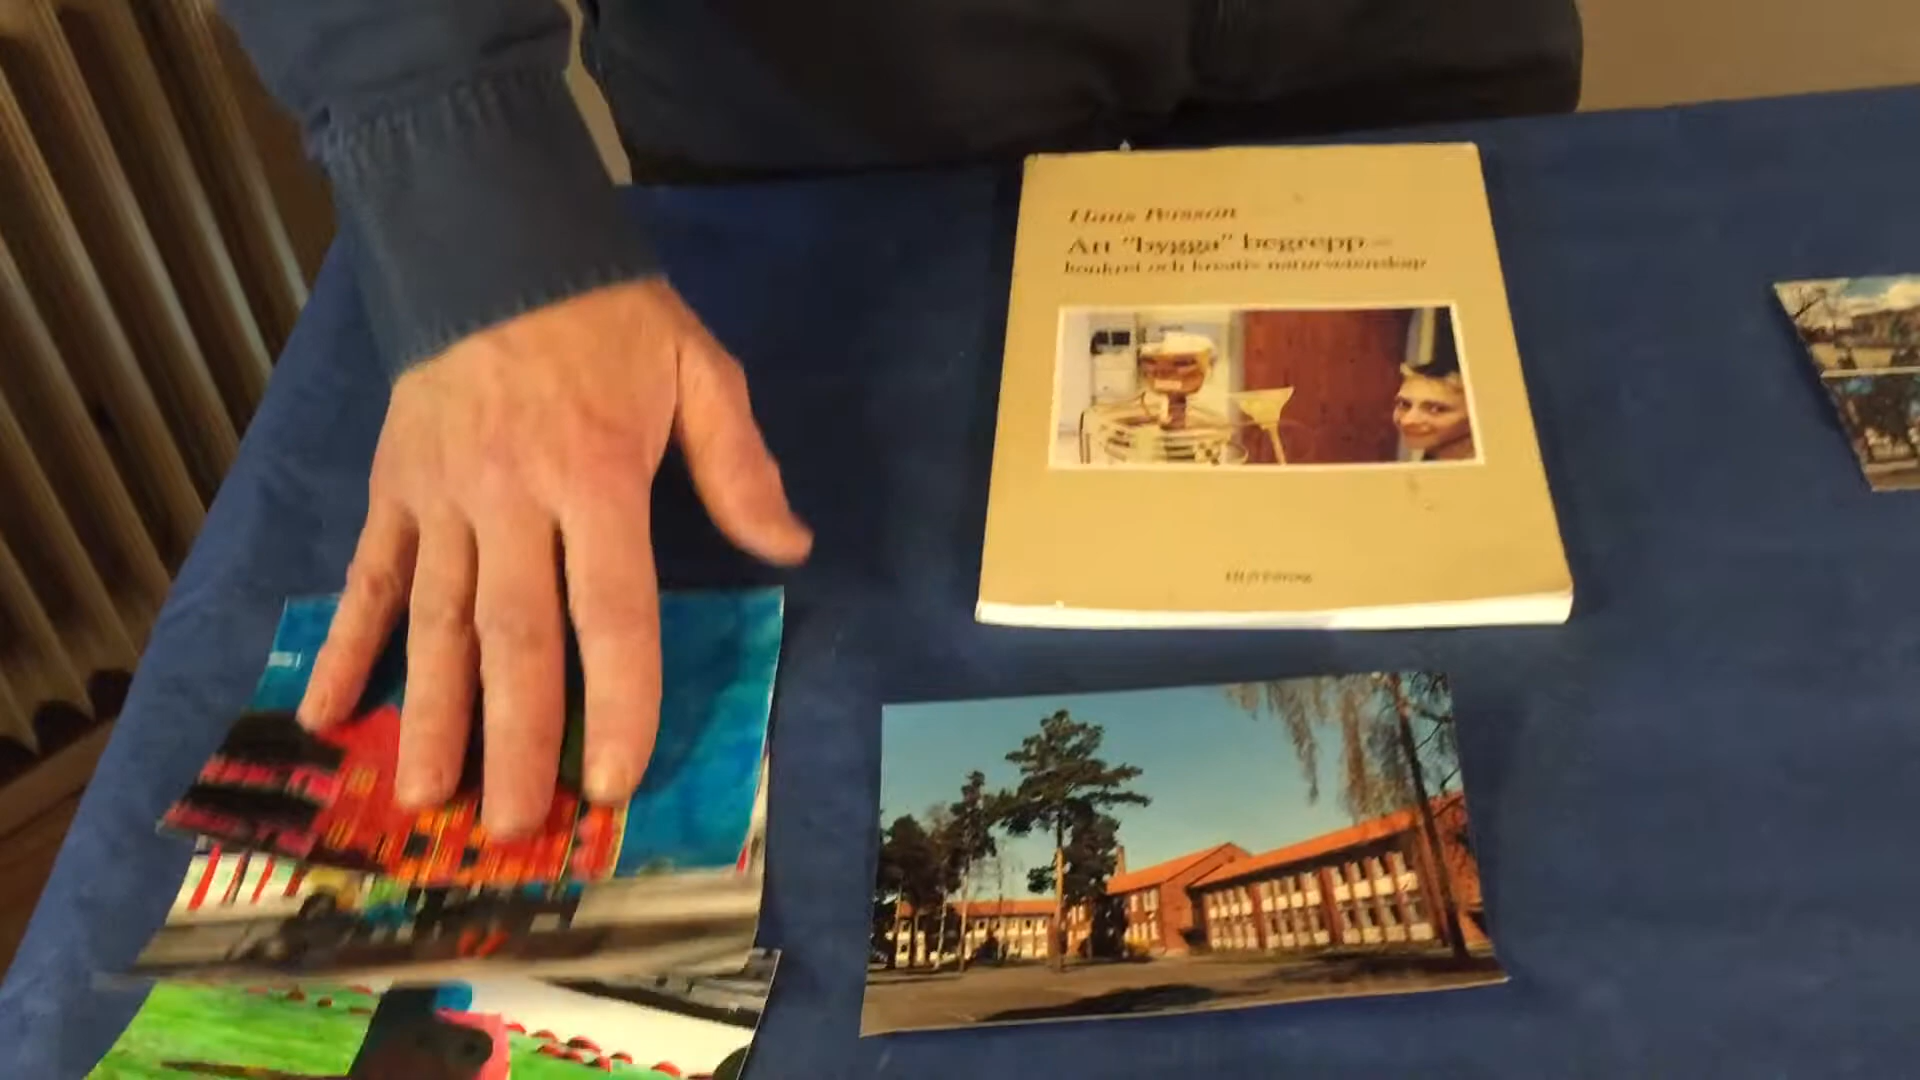 Hans Persson
Att "bygga" begrepp –
konkret och kreativ naturvetenskap